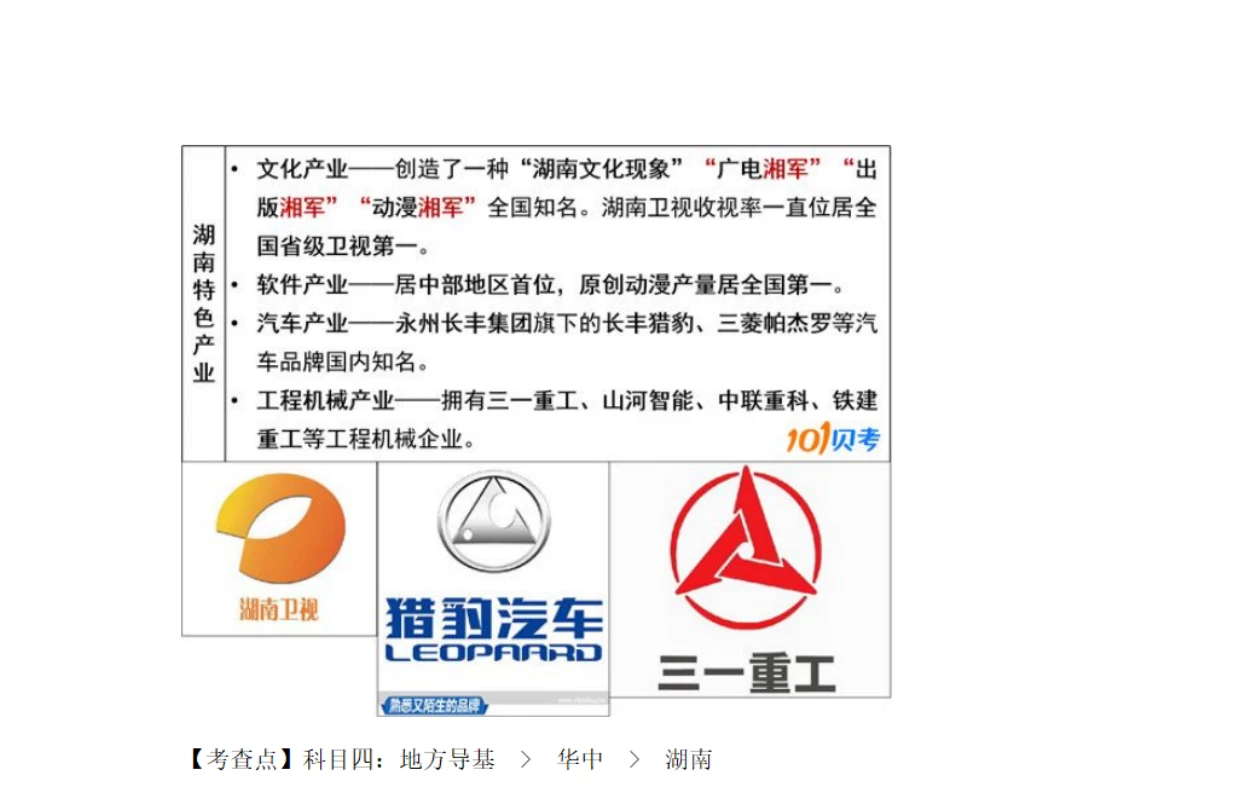 湖南特色产业
• 文化产业——创造了一种“湖南文化现象”“广电湘军”“出
版湘军”“动漫湘军”全国知名。湖南卫视收视率一直位居全
国省级卫视第一。
• 软件产业——居中部地区首位，原创动漫产量居全国第一。
• 汽车产业——永州长丰集团旗下的长丰猎豹、三菱帕杰罗等汽
车品牌国内知名。
• 工程机械产业——拥有三一重工、山河智能、中联重科、铁建
重工等工程机械企业。
101贝考
湖南卫视
猎豹汽车
LEOPAARD
熟悉又陌生的品牌
三一重工
【考查点】科目四：地方导基 > 华中 > 湖南